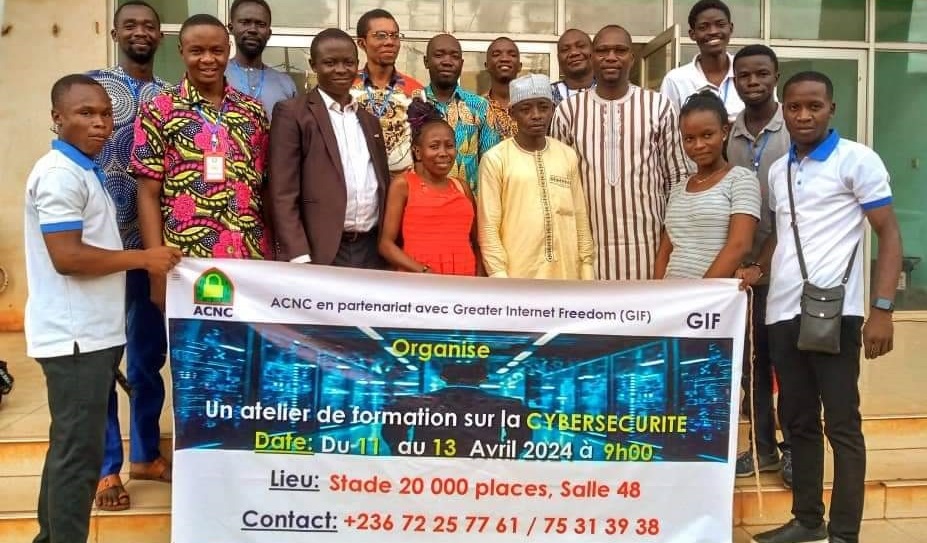 ACNC
ACNC en partenariat avec Greater Internet Freedom (GIF)
GIF
Organise
Un atelier de formation sur la CYBERSECURITE
Date: Du 11 au 13 Avril 2024 à 9h00
Lieu: Stade 20 000 places, Salle 48
Contact: +236 72 25 77 61 / 75 31 39 38